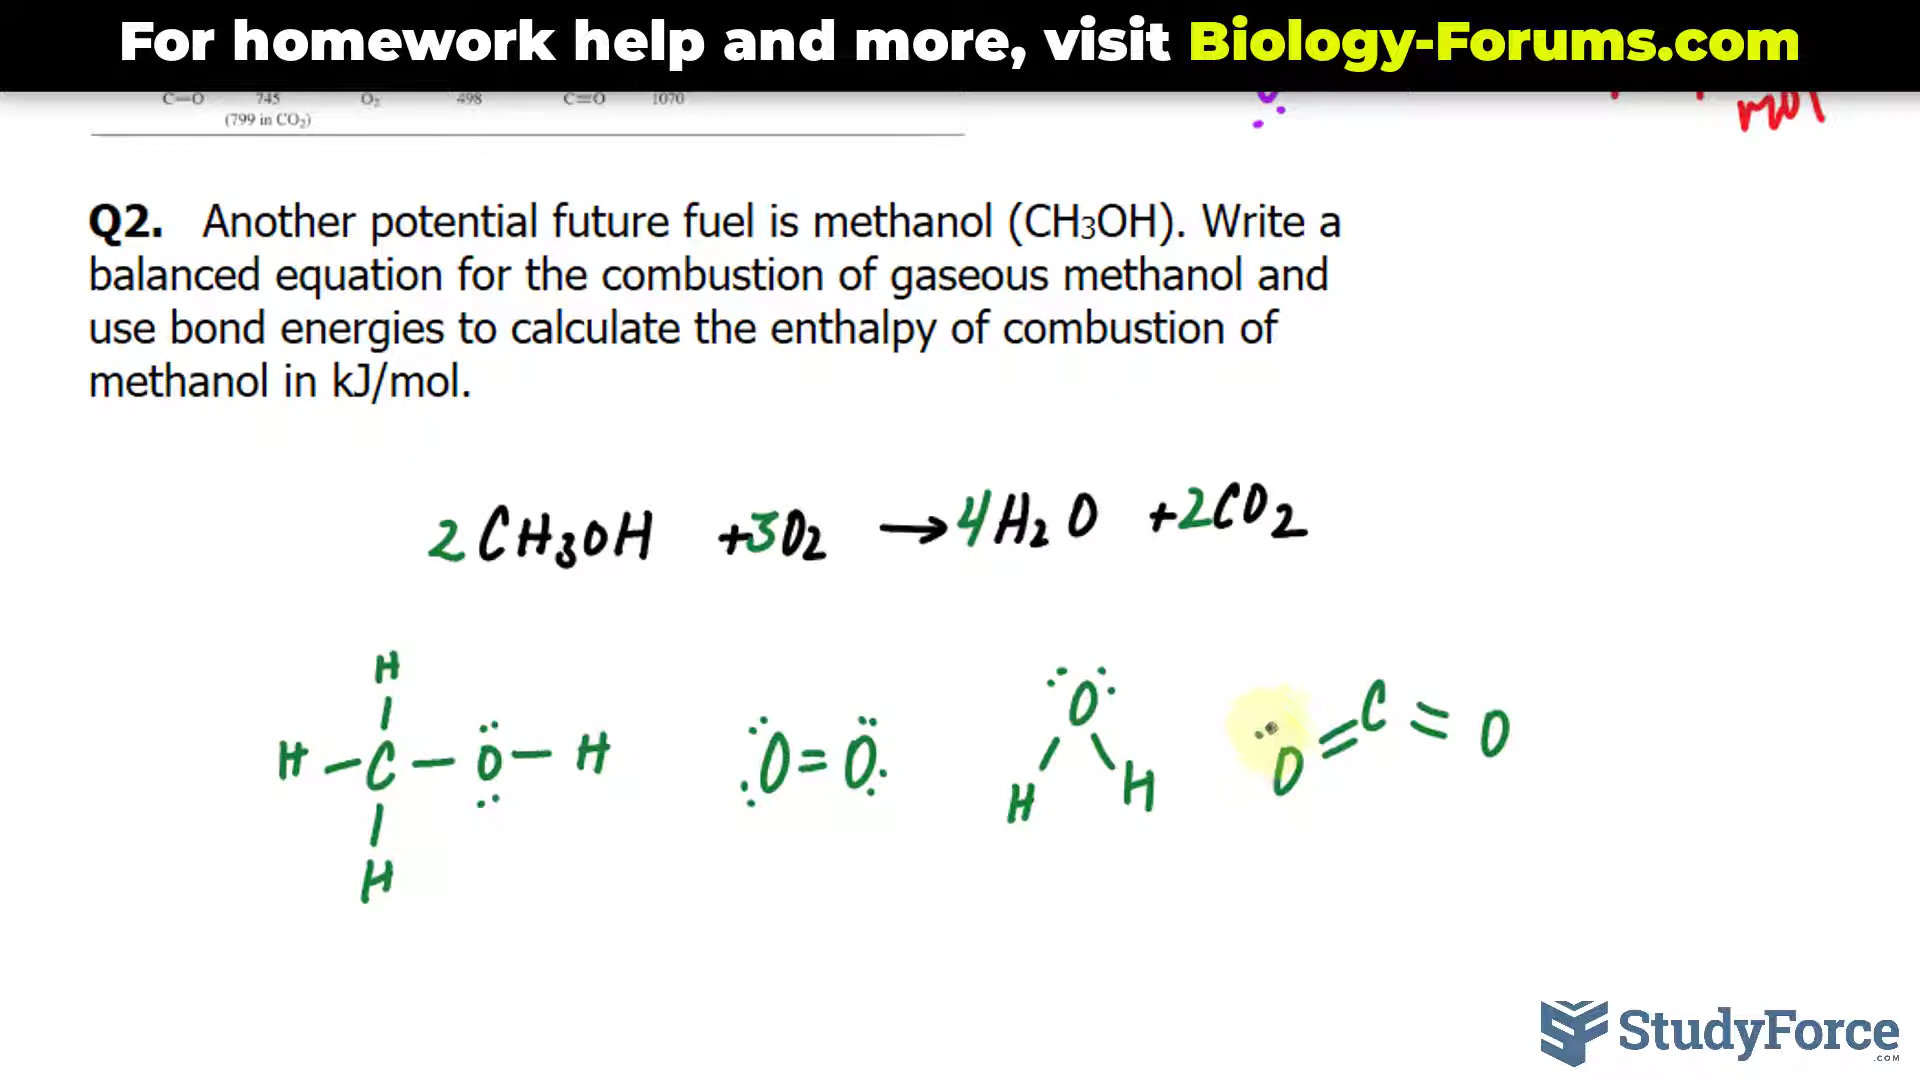 For homework help and more, visit Biology-Forums.com
C=O 745 O₂ 498 C≡O 1070
(799 in CO₂)
mol
Q2. Another potential future fuel is methanol (CH₃OH). Write a
balanced equation for the combustion of gaseous methanol and
use bond energies to calculate the enthalpy of combustion of
methanol in kJ/mol.
2CH₃OH +3O₂ → 4H₂O +2CO₂
H
H – C – O – H
H
O = O
O
H H
O = C = O
StudyForce
.COM